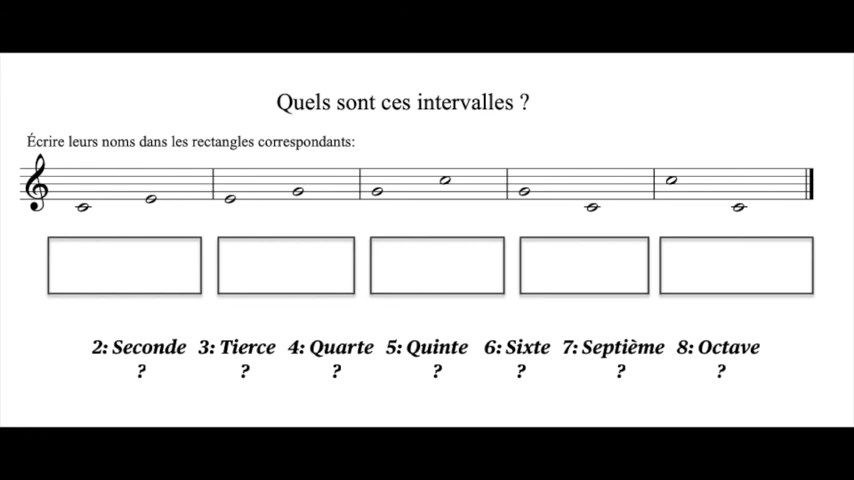 Quels sont ces intervalles ?
Écrire leurs noms dans les rectangles correspondants:
2: Seconde 3: Tierce 4: Quarte 5: Quinte 6: Sixte 7: Septième 8: Octave
? ? ? ? ? ? ?